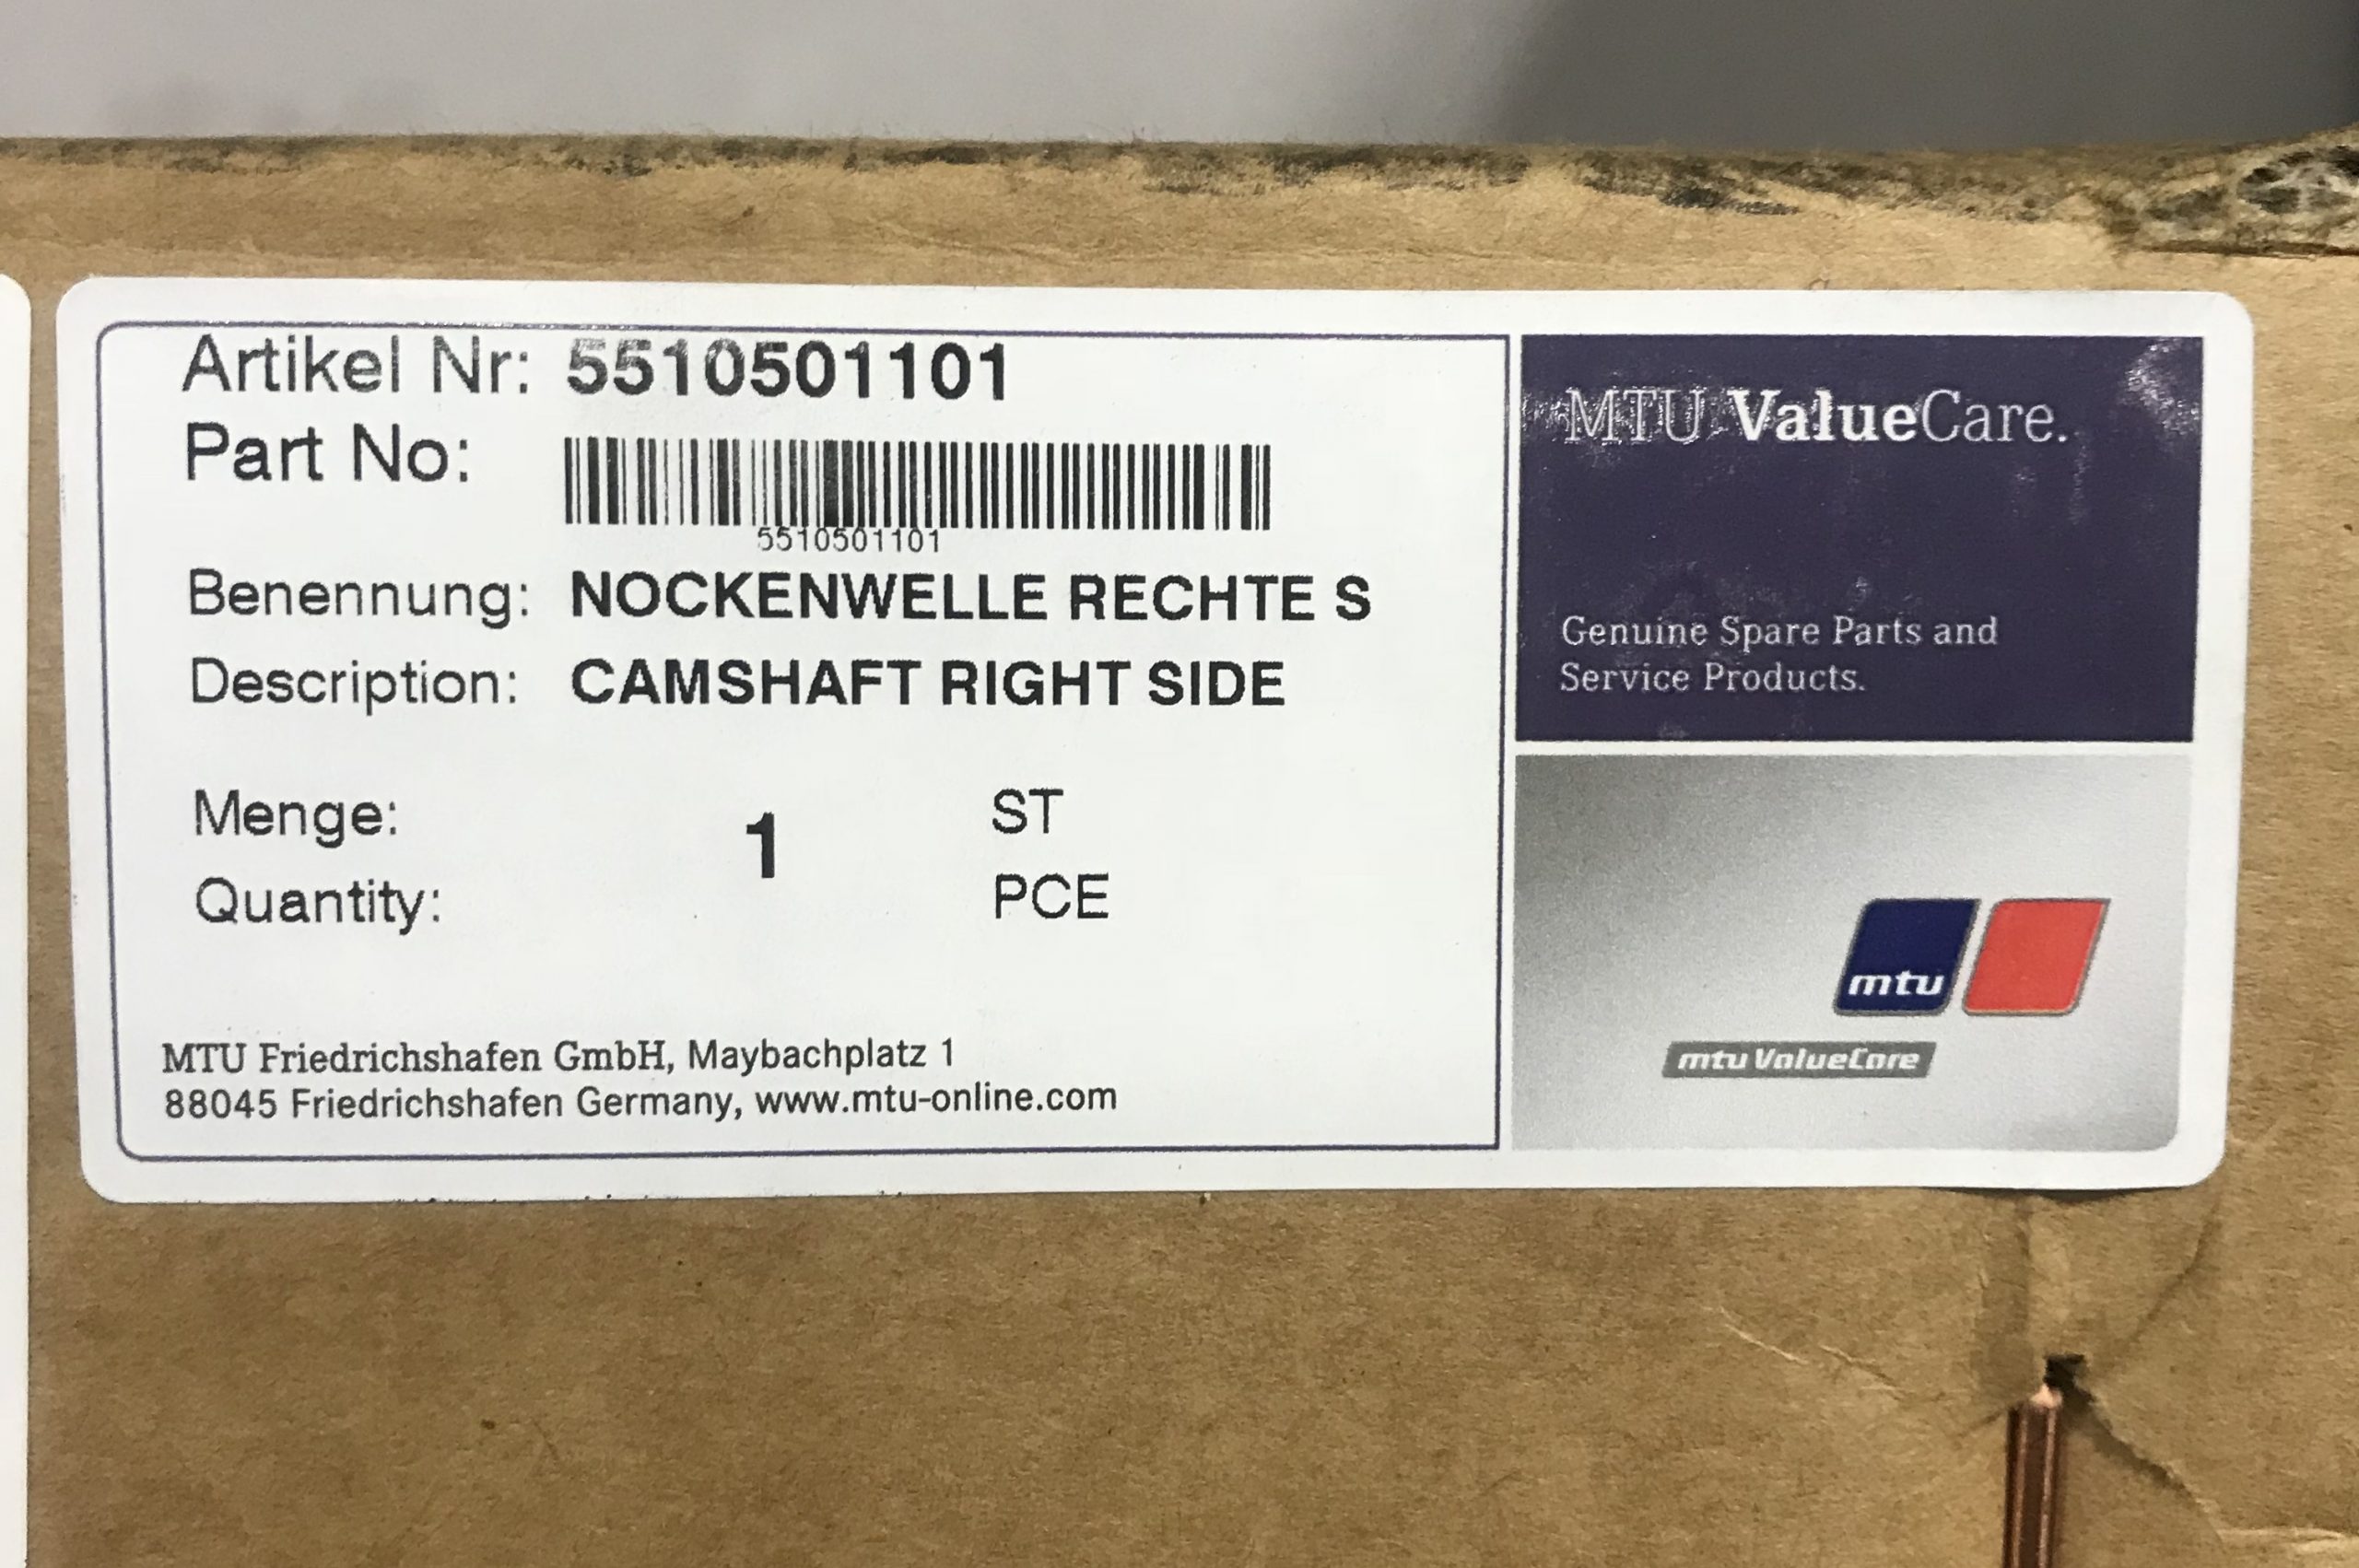 Artikel Nr: 5510501101
Part No:
5510501101
Benennung: NOCKENWELLE RECHTE S
Description: CAMSHAFT RIGHT SIDE
Menge: 1 ST
Quantity: PCE
MTU Friedrichshafen GmbH, Maybachplatz 1
88045 Friedrichshafen Germany, www.mtu-online.com
MTU ValueCare.
Genuine Spare Parts and
Service Products.
mtu
mtu ValueCare